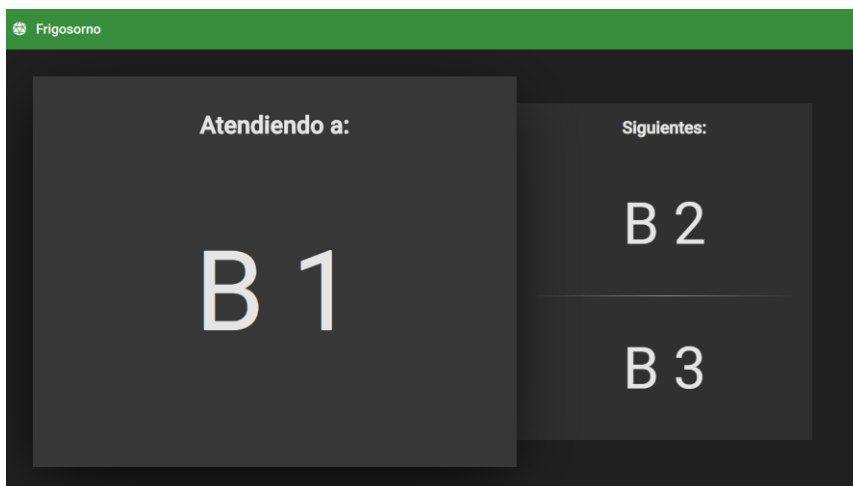 Frigosorno
Atendiendo a:
B 1
Siguientes:
B 2
B 3